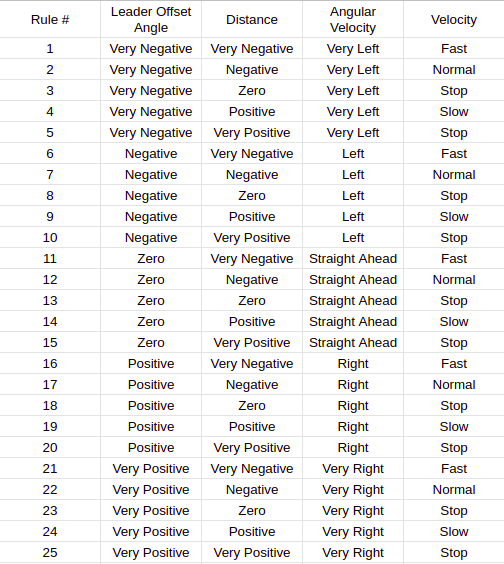 Rule # Leader Offset Angle Distance Angular Velocity Velocity
1 Very Negative Very Negative Very Left Fast
2 Very Negative Negative Very Left Normal
3 Very Negative Zero Very Left Stop
4 Very Negative Positive Very Left Slow
5 Very Negative Very Positive Very Left Stop
6 Negative Very Negative Left Fast
7 Negative Negative Left Normal
8 Negative Zero Left Stop
9 Negative Positive Left Slow
10 Negative Very Positive Left Stop
11 Zero Very Negative Straight Ahead Fast
12 Zero Negative Straight Ahead Normal
13 Zero Zero Straight Ahead Stop
14 Zero Positive Straight Ahead Slow
15 Zero Very Positive Straight Ahead Stop
16 Positive Very Negative Right Fast
17 Positive Negative Right Normal
18 Positive Zero Right Stop
19 Positive Positive Right Slow
20 Positive Very Positive Right Stop
21 Very Positive Very Negative Very Right Fast
22 Very Positive Negative Very Right Normal
23 Very Positive Zero Very Right Stop
24 Very Positive Positive Very Right Slow
25 Very Positive Very Positive Very Right Stop